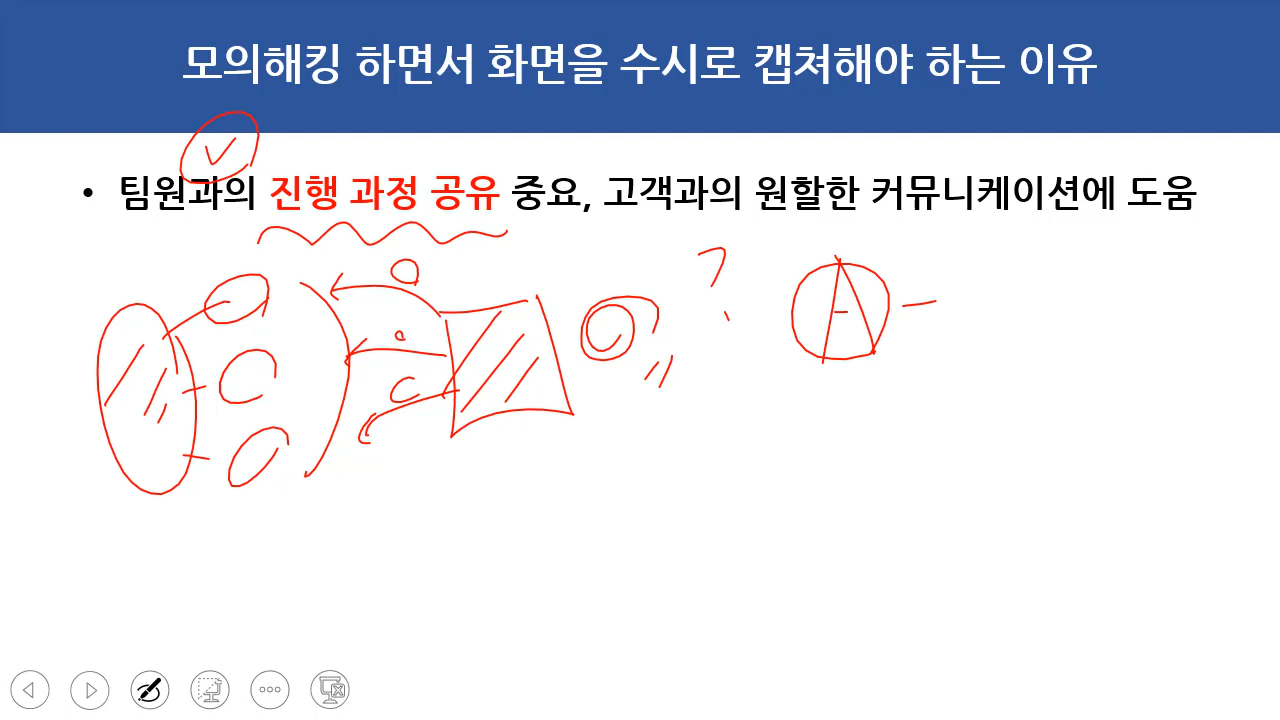 모의해킹 하면서 화면을 수시로 캡쳐해야 하는 이유
• 팀원과의 진행 과정 공유 중요, 고객과의 원할한 커뮤니케이션에 도움
? A -